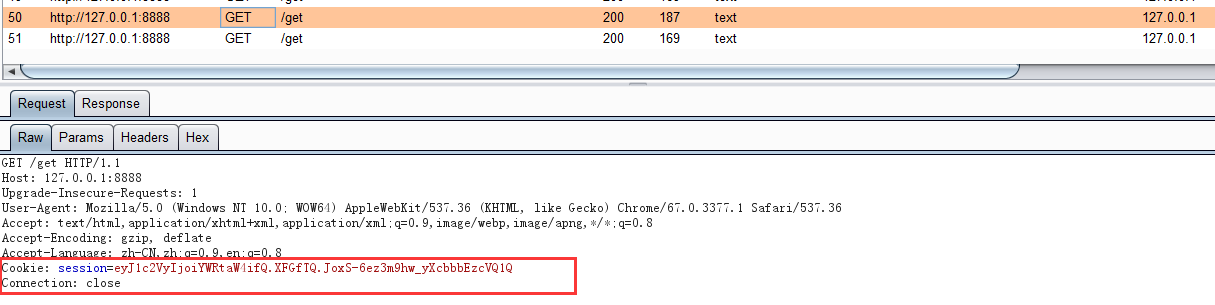 50 http://127.0.0.1:8888 GET /get 200 187 text 127.0.0.1
51 http://127.0.0.1:8888 GET /get 200 169 text 127.0.0.1
Request Response
Raw Params Headers Hex
GET /get HTTP/1.1
Host: 127.0.0.1:8888
Upgrade-Insecure-Requests: 1
User-Agent: Mozilla/5.0 (Windows NT 10.0; WOW64) AppleWebKit/537.36 (KHTML, like Gecko) Chrome/67.0.3377.1 Safari/537.36
Accept: text/html,application/xhtml+xml,application/xml;q=0.9,image/webp,image/apng,*/*;q=0.8
Accept-Encoding: gzip, deflate
Accept-Language: zh-CN,zh;q=0.9,en;q=0.8
Cookie: session=eyJ1c2VyIjoiYWRtaW4ifQ.XFGfTQ.JoxS-6ez3m9hw_yXcbbbEzcVQ1Q
Connection: close